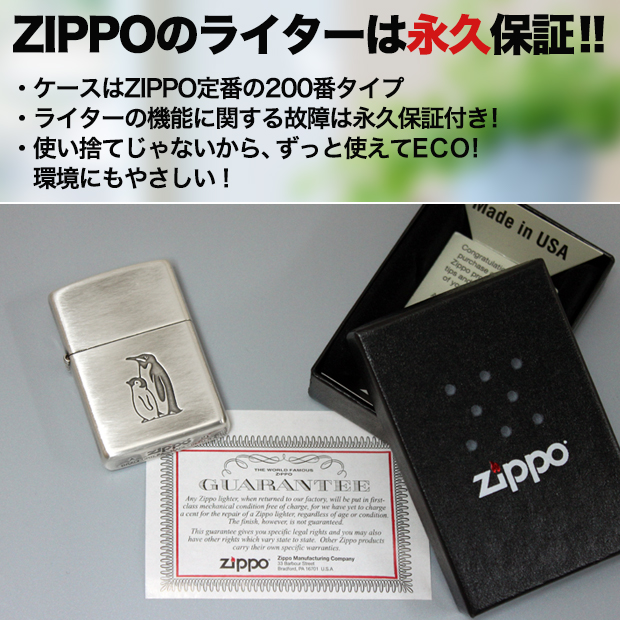 ZIPPOのライターは永久保証!!
・ケースはZIPPO定番の200番タイプ
・ライターの機能に関する故障は永久保証付き!
・使い捨てじゃないから、ずっと使えてECO!
環境にもやさしい！
Made in USA
Congratulat
purchase
Zippo pr
tips and
of you
zippo
THE WORLD FAMOUS
ZIPPO
GUARANTEE
Any Zippo lighter, when returned to our factory, will be put in first-
class mechanical condition free of charge, for we have yet to charge
a cent for the repair of a Zippo lighter, regardless of age or condition.
The finish, however, is not guaranteed.
This guarantee gives you specific legal rights and you may also
have other rights which vary state to state. Other Zippo products
carry their own specific warranties.
zippo
Zippo Manufacturing Company
33 Barbour Street
Bradford, PA 16701 U.S.A.